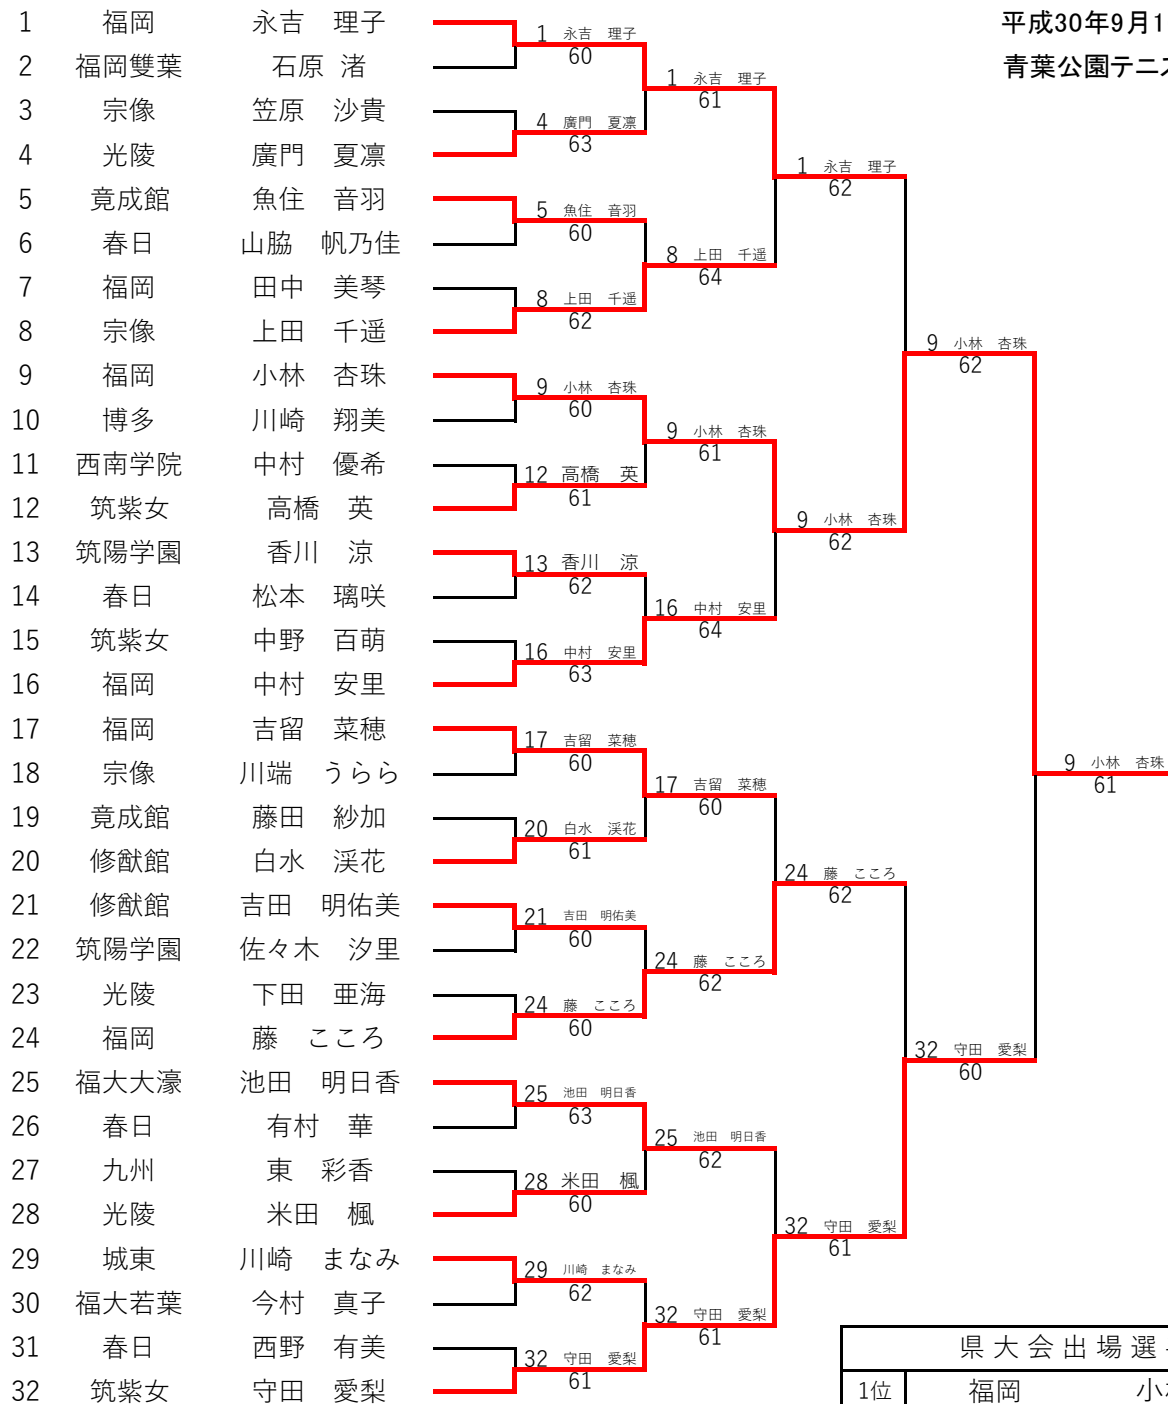 平成30年9月1
青葉公園テニス
1 福岡 永吉 理子
2 福岡雙葉 石原 渚
3 宗像 笠原 沙貴
4 光陵 廣門 夏凛
5 竟成館 魚住 音羽
6 春日 山脇 帆乃佳
7 福岡 田中 美琴
8 宗像 上田 千遥
9 福岡 小林 杏珠
10 博多 川崎 翔美
11 西南学院 中村 優希
12 筑紫女 高橋 英
13 筑陽学園 香川 涼
14 春日 松本 璃咲
15 筑紫女 中野 百萌
16 福岡 中村 安里
17 福岡 吉留 菜穂
18 宗像 川端 うらら
19 竟成館 藤田 紗加
20 修猷館 白水 渓花
21 修猷館 吉田 明佑美
22 筑陽学園 佐々木 汐里
23 光陵 下田 亜海
24 福岡 藤 こころ
25 福大大濠 池田 明日香
26 春日 有村 華
27 九州 東 彩香
28 光陵 米田 楓
29 城東 川崎 まなみ
30 福大若葉 今村 真子
31 春日 西野 有美
32 筑紫女 守田 愛梨
1 永吉 理子
60
4 廣門 夏凛
63
5 魚住 音羽
60
8 上田 千遥
62
9 小林 杏珠
60
12 高橋 英
61
13 香川 涼
62
16 中村 安里
63
17 吉留 菜穂
60
20 白水 渓花
61
21 吉田 明佑美
60
24 藤 こころ
60
25 池田 明日香
63
28 米田 楓
60
29 川崎 まなみ
62
32 守田 愛梨
61
1 永吉 理子
61
8 上田 千遥
64
9 小林 杏珠
61
16 中村 安里
64
17 吉留 菜穂
60
24 藤 こころ
62
25 池田 明日香
62
32 守田 愛梨
61
1 永吉 理子
62
9 小林 杏珠
62
24 藤 こころ
62
32 守田 愛梨
61
9 小林 杏珠
62
32 守田 愛梨
60
9 小林 杏珠
61
県大会出場選
1位 福岡 小